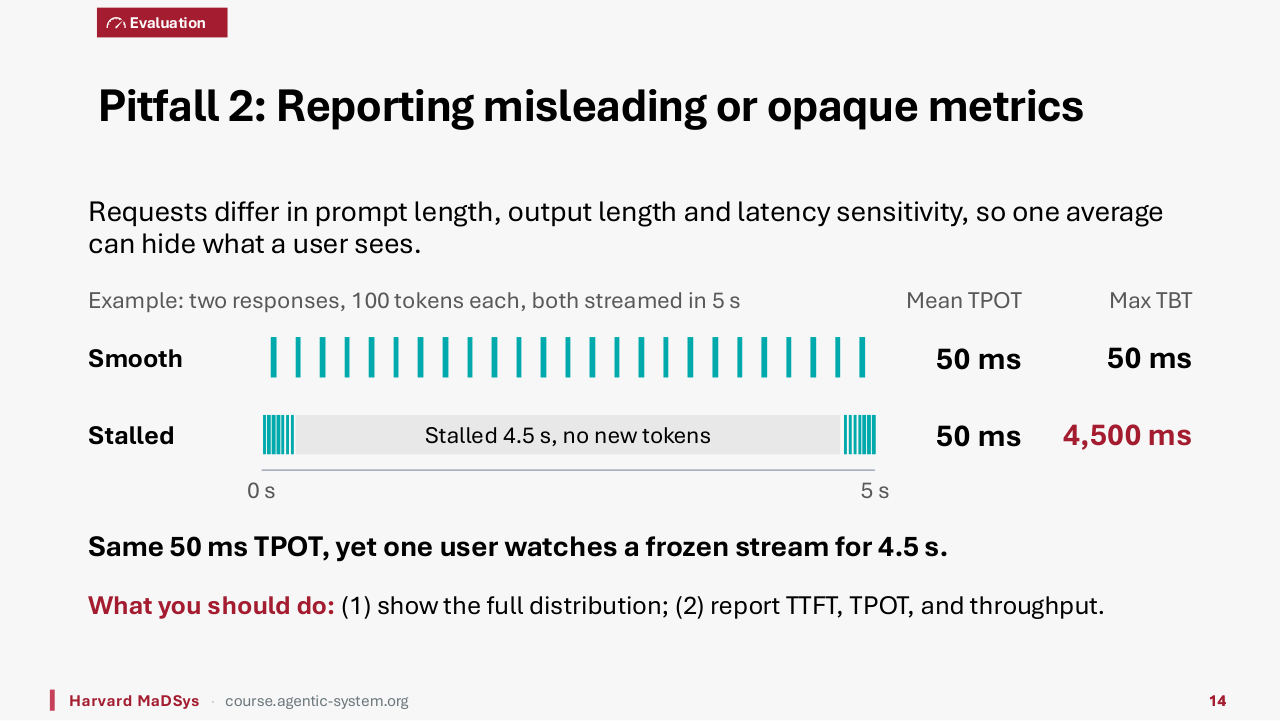 Evaluation
Pitfall 2: Reporting misleading or opaque metrics
Requests differ in prompt length, output length and latency sensitivity, so one average
can hide what a user sees.
Example: two responses, 100 tokens each, both streamed in 5 s
Mean TPOT
Max TBT
Smooth
50 ms
50 ms
Stalled
Stalled 4.5 s, no new tokens
50 ms
4,500 ms
0 s
5 s
Same 50 ms TPOT, yet one user watches a frozen stream for 4.5 s.
What you should do: (1) show the full distribution; (2) report TTFT, TPOT, and throughput.
Harvard MaDSys · course.agentic-system.org
14